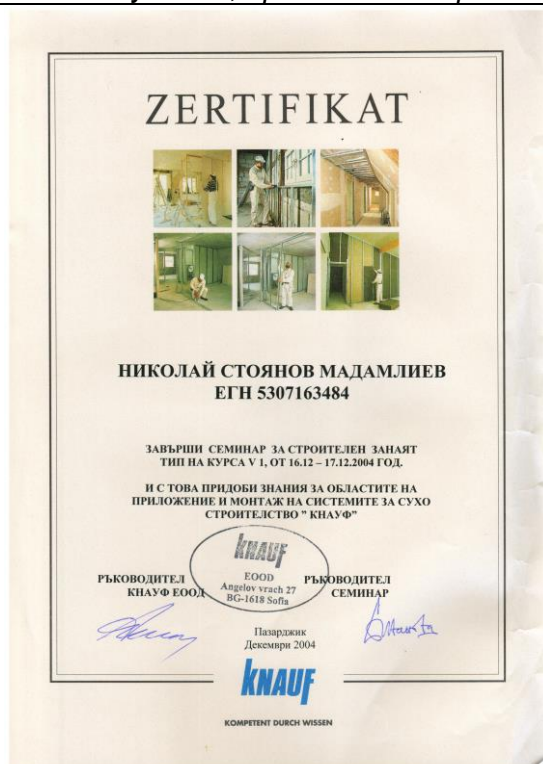 ZERTIFIKAT
НИКОЛАЙ СТОЯНОВ МАДАМЛИЕВ
ЕГН 5307163484
ЗАВЪРШИ СЕМИНАР ЗА СТРОИТЕЛЕН ЗАНАЯТ
ТИП НА КУРСА V 1, ОТ 16.12 – 17.12.2004 ГОД.
И С ТОВА ПРИДОБИ ЗНАНИЯ ЗА ОБЛАСТИТЕ НА
ПРИЛОЖЕНИЕ И МОНТАЖ НА СИСТЕМИТЕ ЗА СУХО
СТРОИТЕЛСТВО " КНАУФ"
KNAUF
EOOD
Angelov vrach 27
BG-1618 Sofia
РЪКОВОДИТЕЛ
КНАУФ ЕООД
РЪКОВОДИТЕЛ
СЕМИНАР
Пазарджик
Декември 2004
KNAUF
KOMPETENT DURCH WISSEN